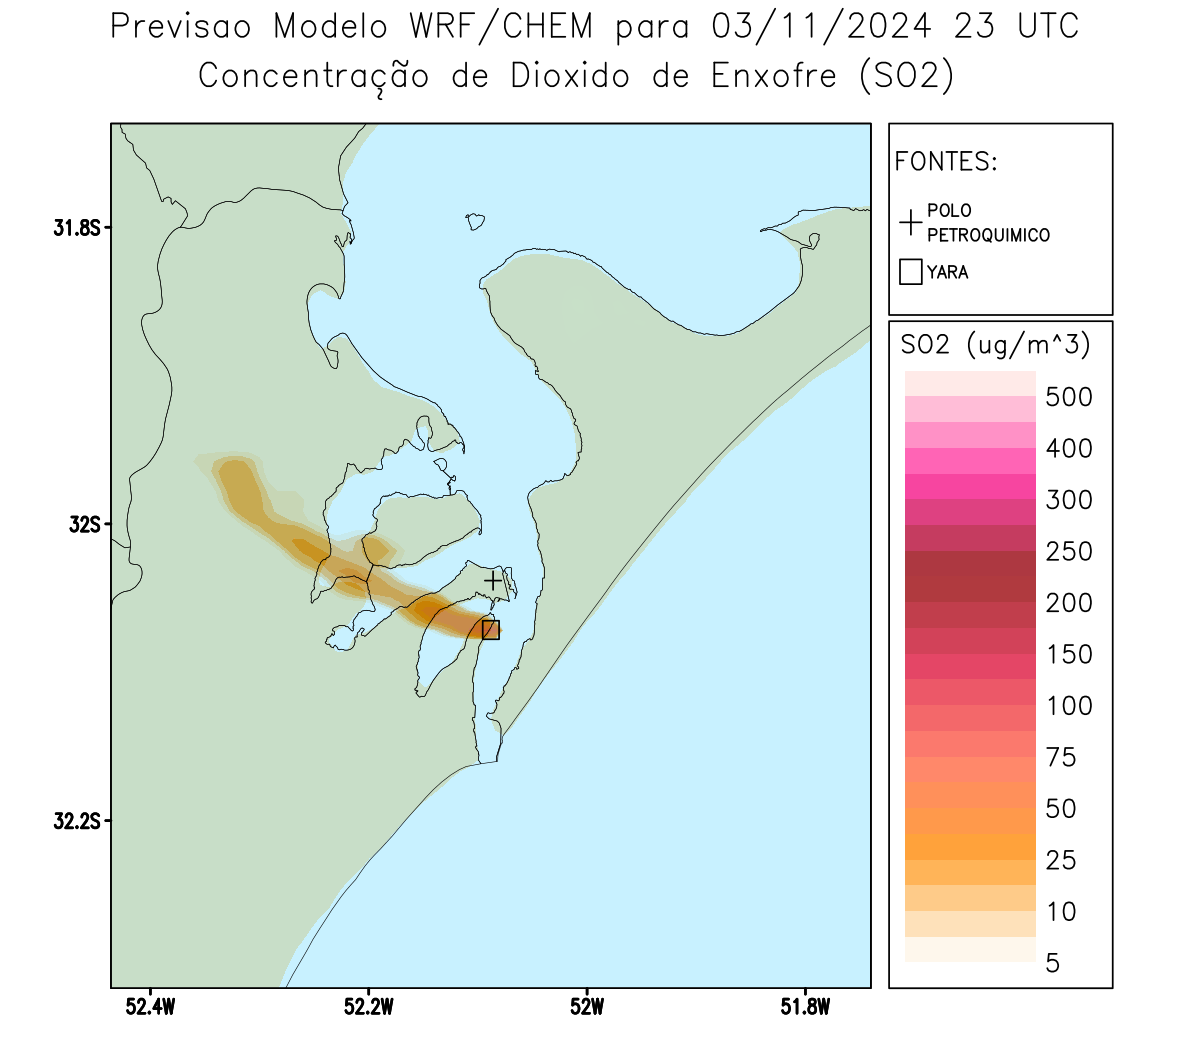 Previsao Modelo WRF/CHEM para 03/11/2024 23 UTC
Concentração de Dioxido de Enxofre (SO2)
FONTES:
POLO
PETROQUIMICO
YARA
SO2 (ug/m^3)
500
400
300
250
200
150
100
75
50
25
10
5
31.8S
32S
32.2S
52.4W
52.2W
52W
51.8W